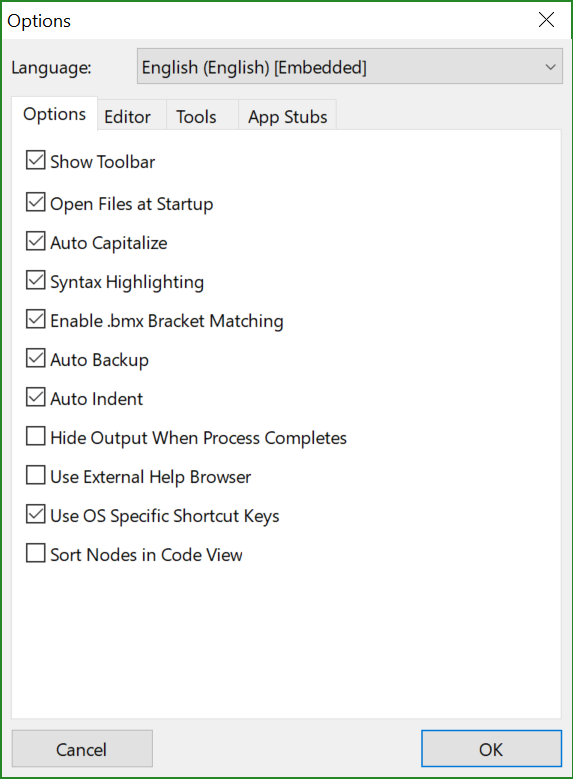 Options
Language: English (English) [Embedded]
Options Editor Tools App Stubs
Show Toolbar
Open Files at Startup
Auto Capitalize
Syntax Highlighting
Enable .bmx Bracket Matching
Auto Backup
Auto Indent
Hide Output When Process Completes
Use External Help Browser
Use OS Specific Shortcut Keys
Sort Nodes in Code View
Cancel OK